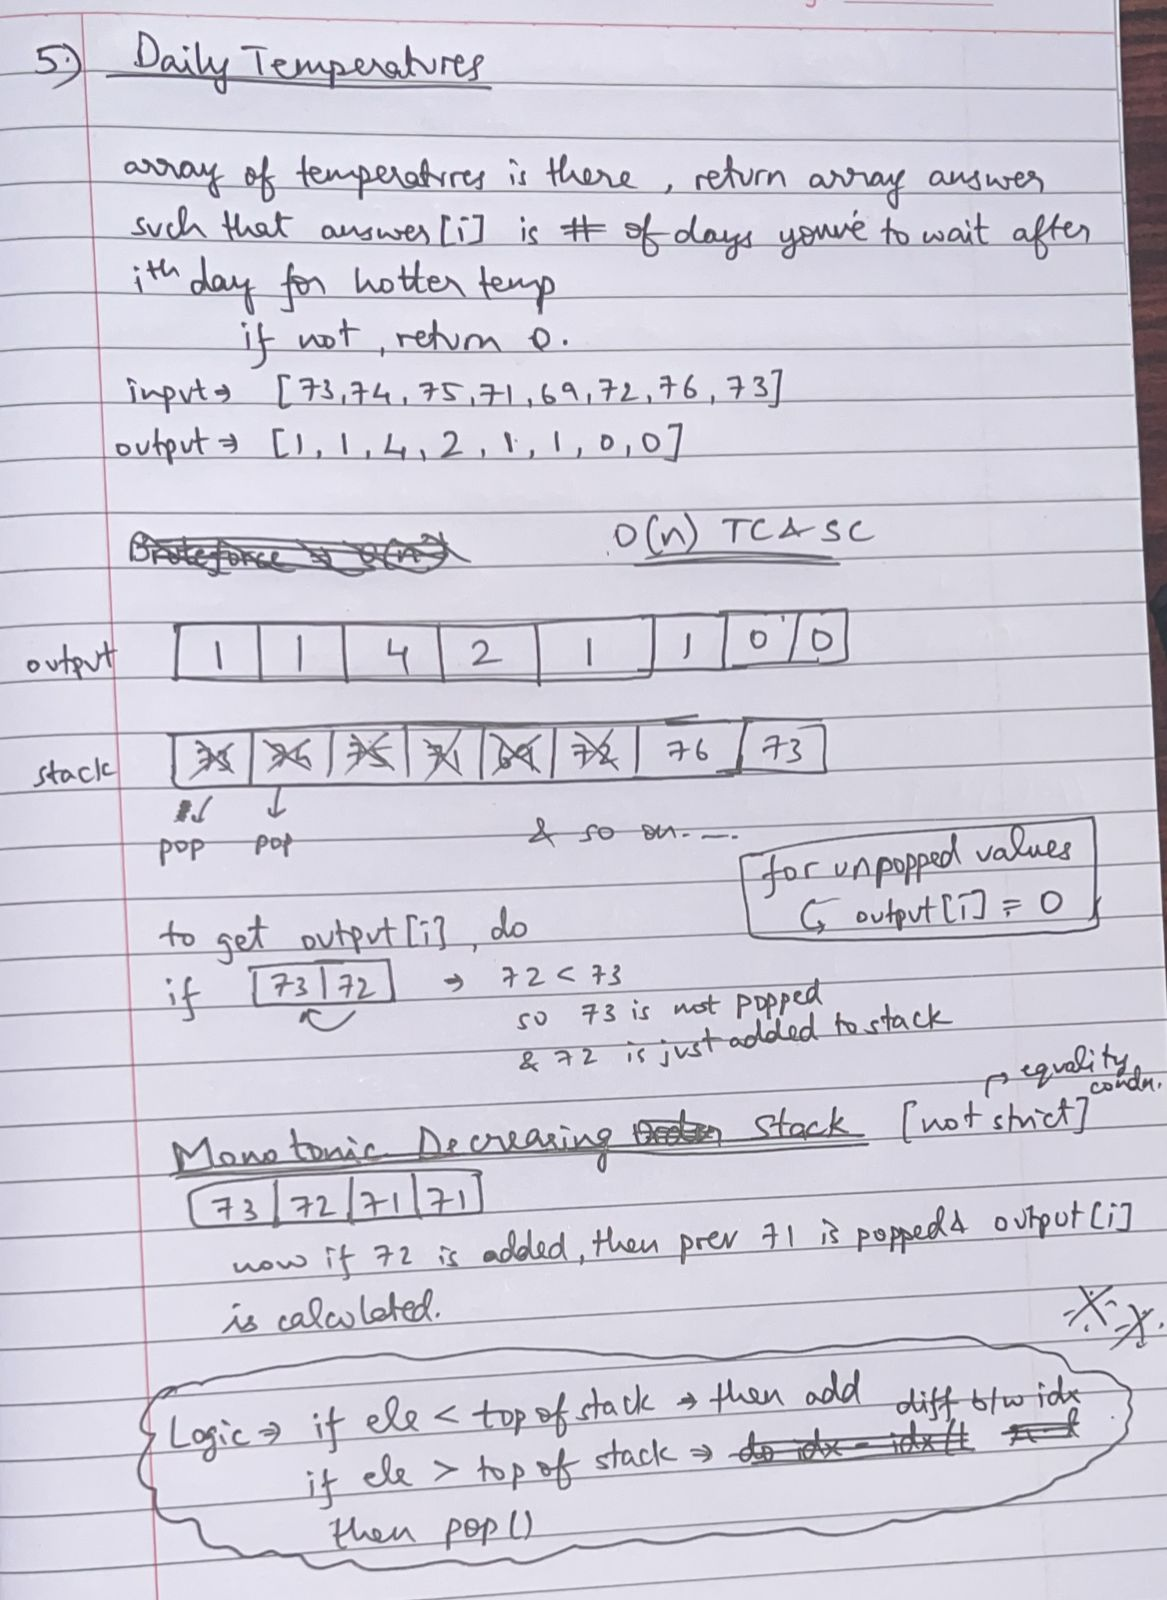 5.) Daily Temperatures
array of temperatures is there, return array answer
such that answer[i] is # of days youve to wait after
ith day for hotter temp
if not, return 0.
input ⇒ [73, 74, 75, 71, 69, 72, 76, 73]
output ⇒ [1, 1, 4, 2, 1, 1, 0, 0]
Bruteforce ⇒ O(n²) O(n) TC & SC
output 1 1 4 2 1 1 0 0
stack 73 75 71 69 72 76 73
pop pop & so on....
for unpopped values
↳ output[i] = 0
to get output[i], do
if 73 | 72 ⇒ 72 < 73
so 73 is not popped
& 72 is just added to stack
→ equality condn.
Monotonic Decreasing Stack [not strict]
73 | 72 | 71 | 71
now if 72 is added, then prev 71 is popped & output[i]
is calculated.
Logic ⇒ if ele < top of stack → then add
if ele > top of stack ⇒ do idx - idx diff b/w idx
then pop()